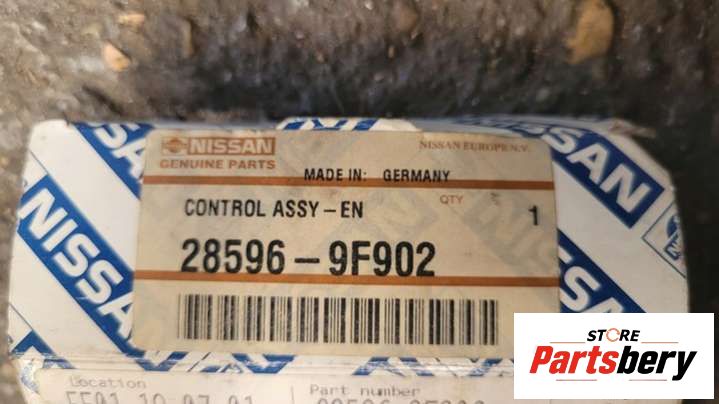 NISSAN
GENUINE PARTS
NISSAN EUROPE N.V.
MADE IN: GERMANY
QTY
CONTROL ASSY-EN
1
28596-9F902
NISSAN
NISSAN
NISSAN
Location
Part number
STORE
Partsbery